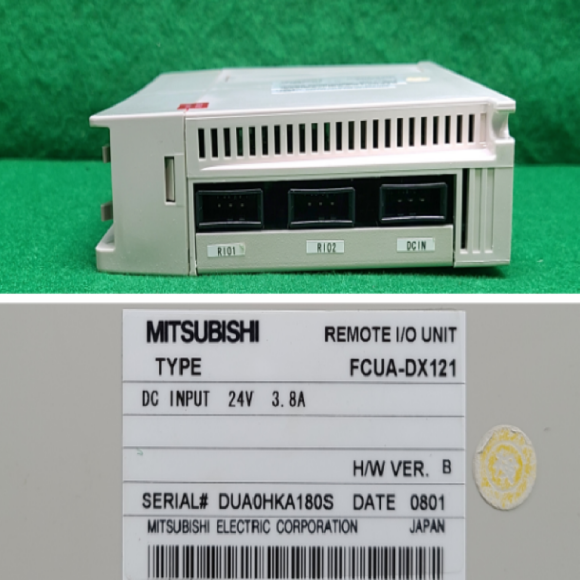 RIO1
RIO2
DCIN
MITSUBISHI REMOTE I/O UNIT
TYPE FCUA-DX121
DC INPUT 24V 3.8A
H/W VER. B
SERIAL# DUA0HKA180S DATE 0801
MITSUBISHI ELECTRIC CORPORATION JAPAN